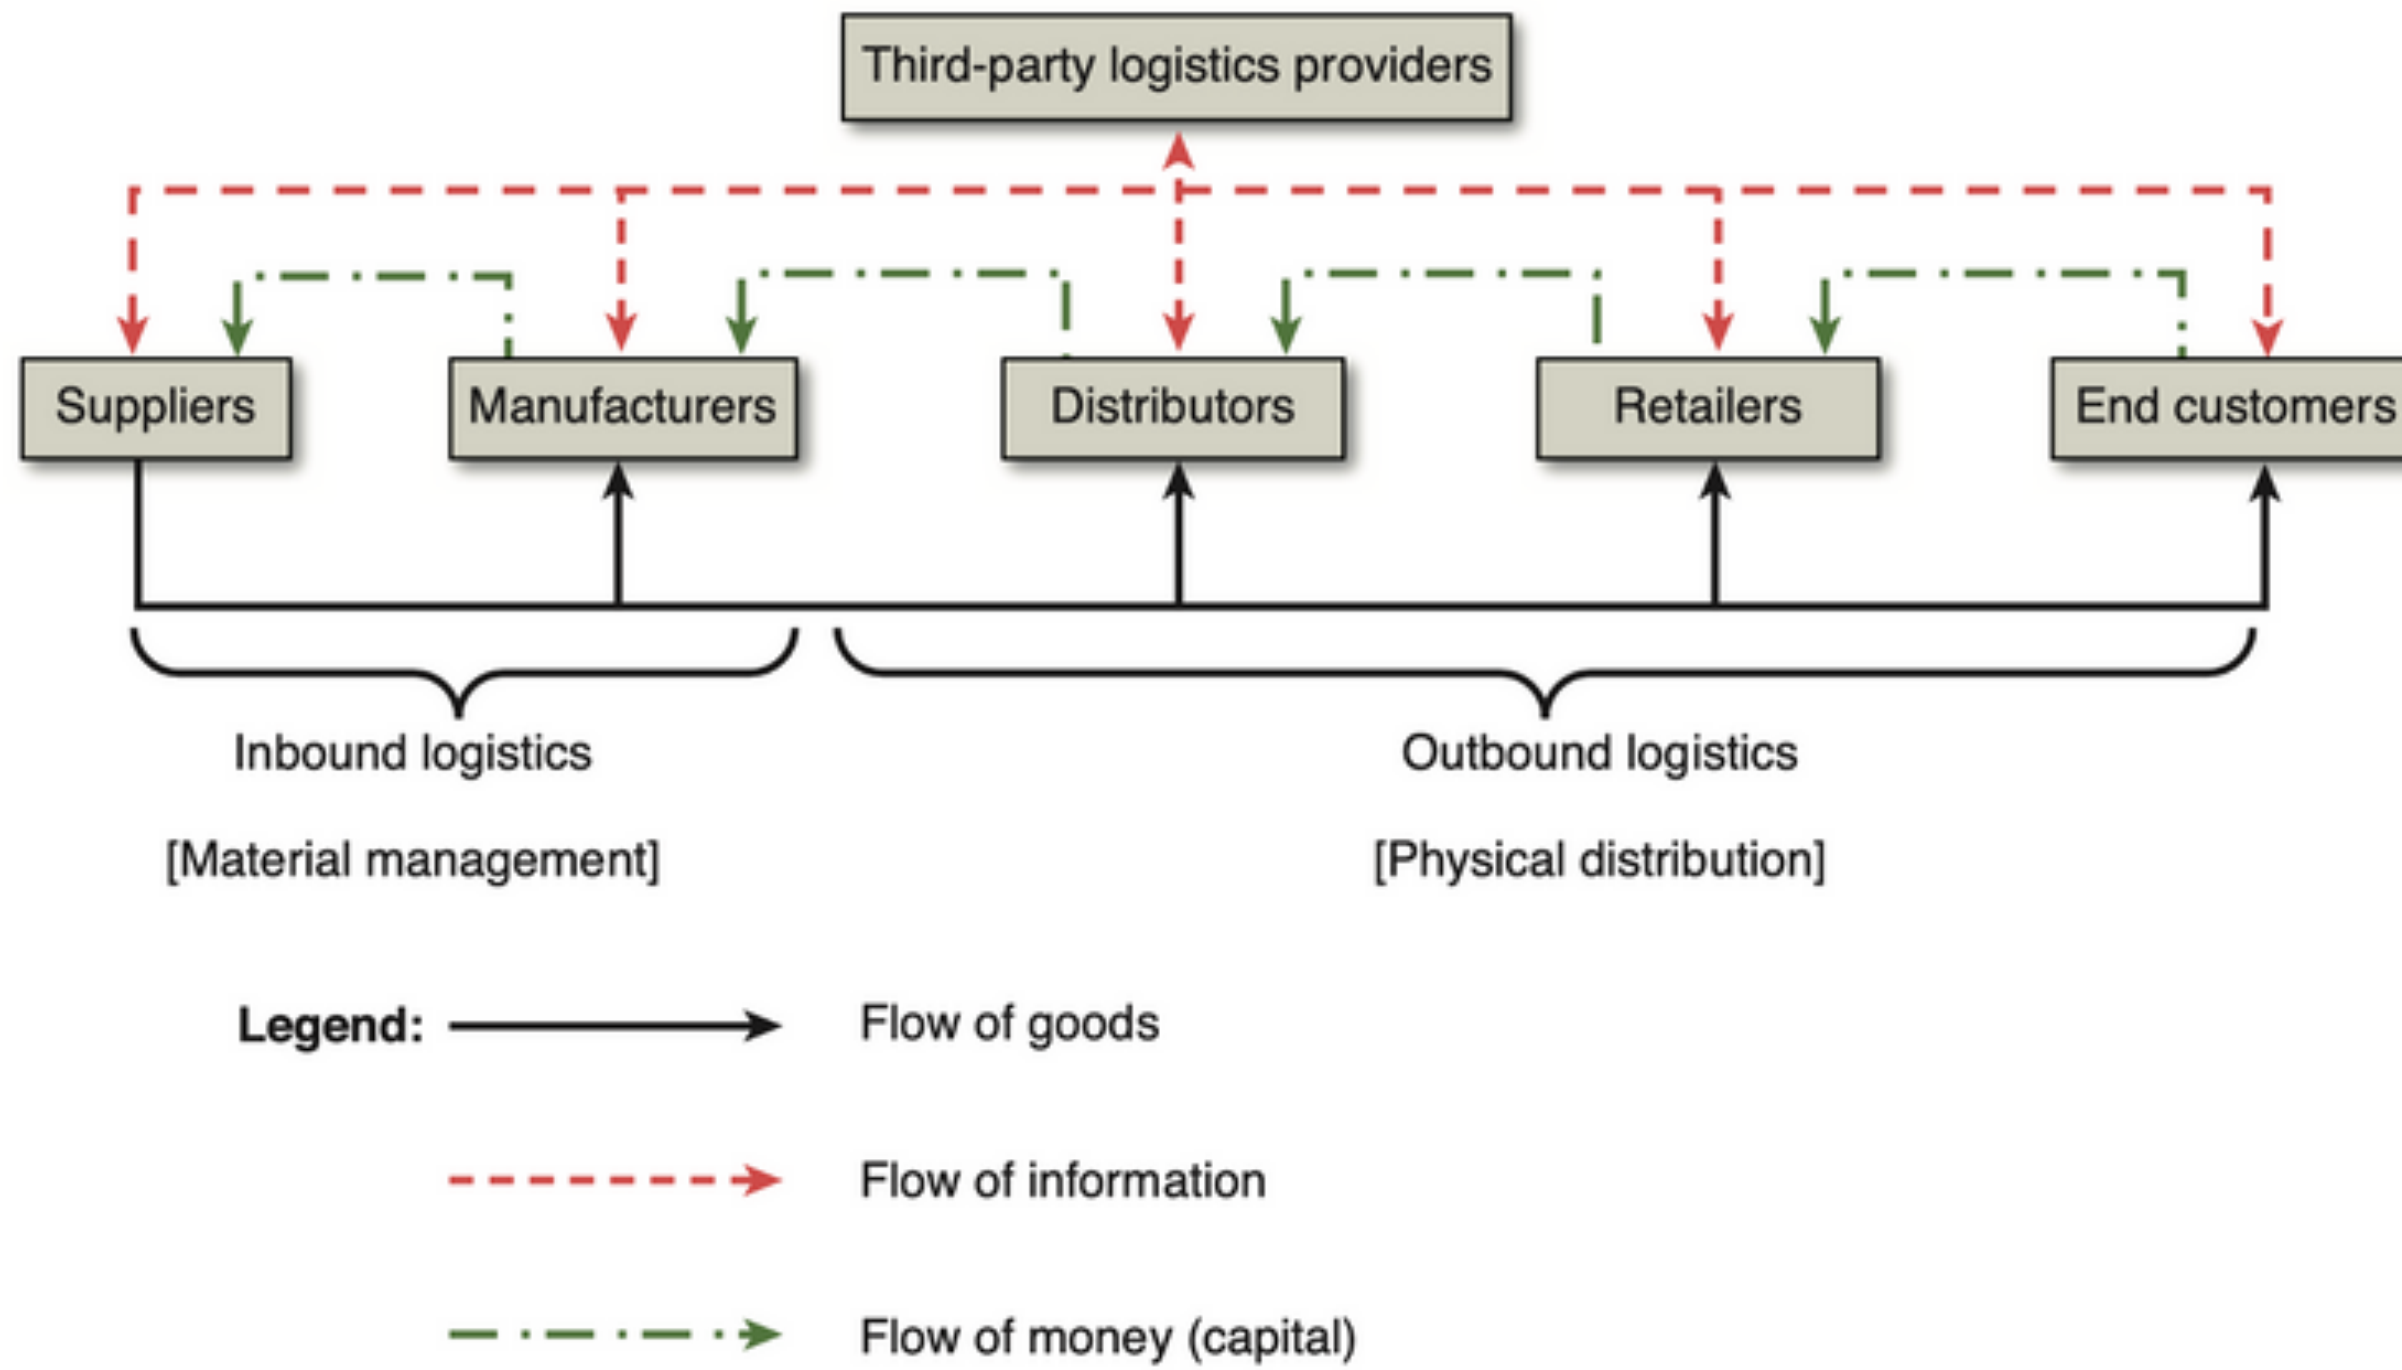 Third-party logistics providers
Suppliers
Manufacturers
Distributors
Retailers
End customers
Inbound logistics
Outbound logistics
[Material management]
[Physical distribution]
Legend:
Flow of goods
Flow of information
Flow of money (capital)